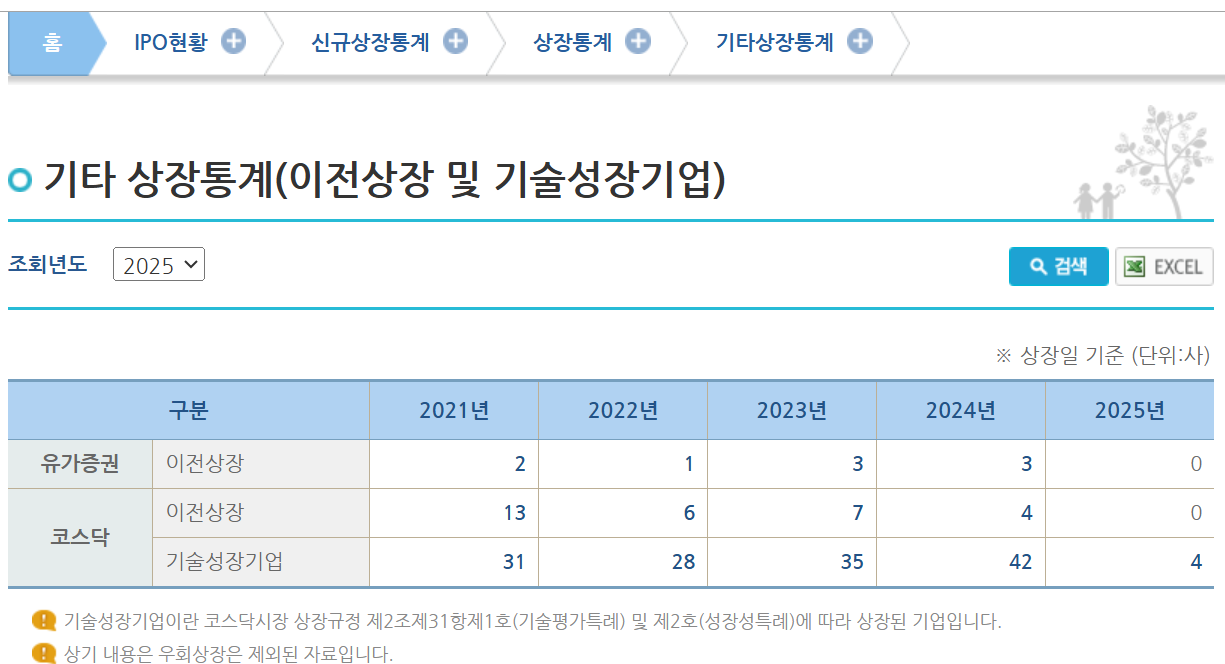 홈 IPO현황 신규상장통계 상장통계 기타상장통계
기타 상장통계(이전상장 및 기술성장기업)
조회년도 2025 검색 EXCEL
※ 상장일 기준 (단위:사)
구분 2021년 2022년 2023년 2024년 2025년
유가증권 이전상장 2 1 3 3 0
코스닥 이전상장 13 6 7 4 0
기술성장기업 31 28 35 42 4
기술성장기업이란 코스닥시장 상장규정 제2조제31항제1호(기술평가특례) 및 제2호(성장성특례)에 따라 상장된 기업입니다.
상기 내용은 우회상장은 제외된 자료입니다.